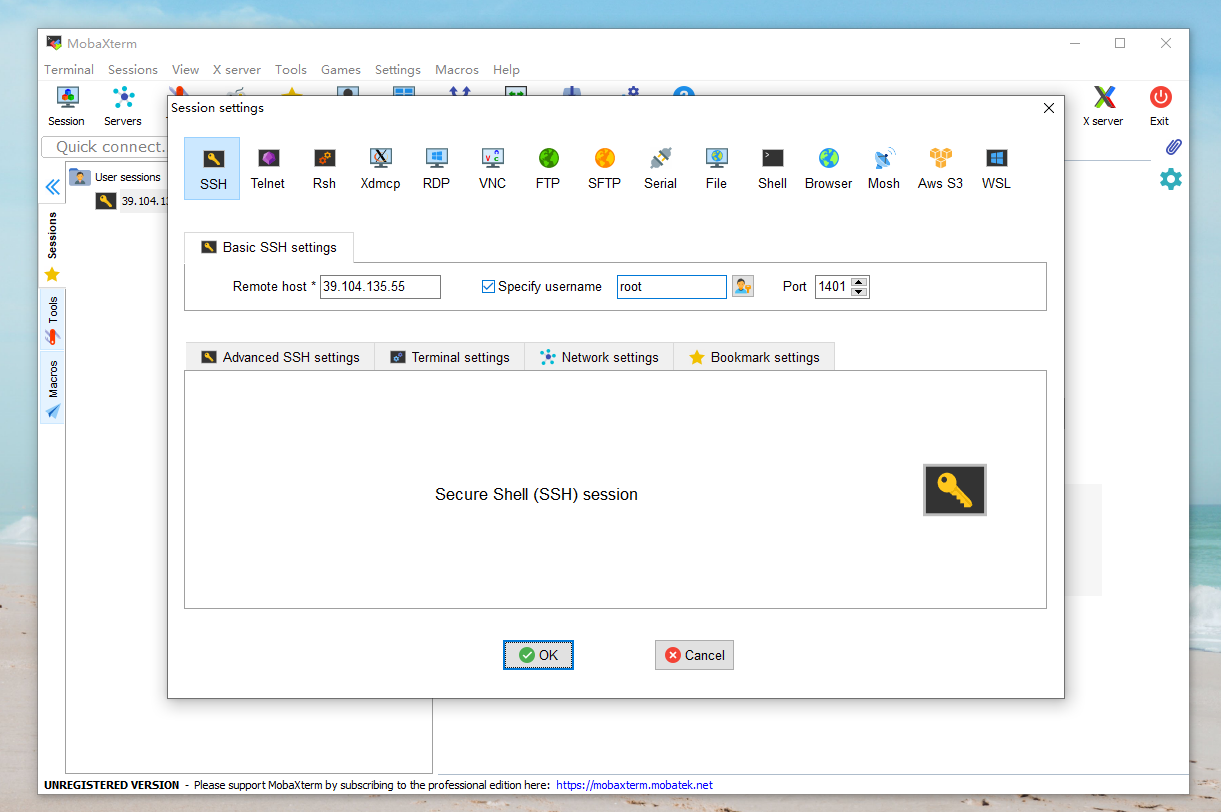 MobaXterm
Terminal Sessions View X server Tools Games Settings Macros Help
Session Servers X server Exit
Quick connect.
User sessions
39.104.13
Sessions
Tools
Macros
Session settings
SSH Telnet Rsh Xdmcp RDP VNC FTP SFTP Serial File Shell Browser Mosh Aws S3 WSL
Basic SSH settings
Remote host * 39.104.135.55 Specify username root Port 1401
Advanced SSH settings Terminal settings Network settings Bookmark settings
Secure Shell (SSH) session
OK Cancel
UNREGISTERED VERSION - Please support MobaXterm by subscribing to the professional edition here: https://mobaxterm.mobatek.net